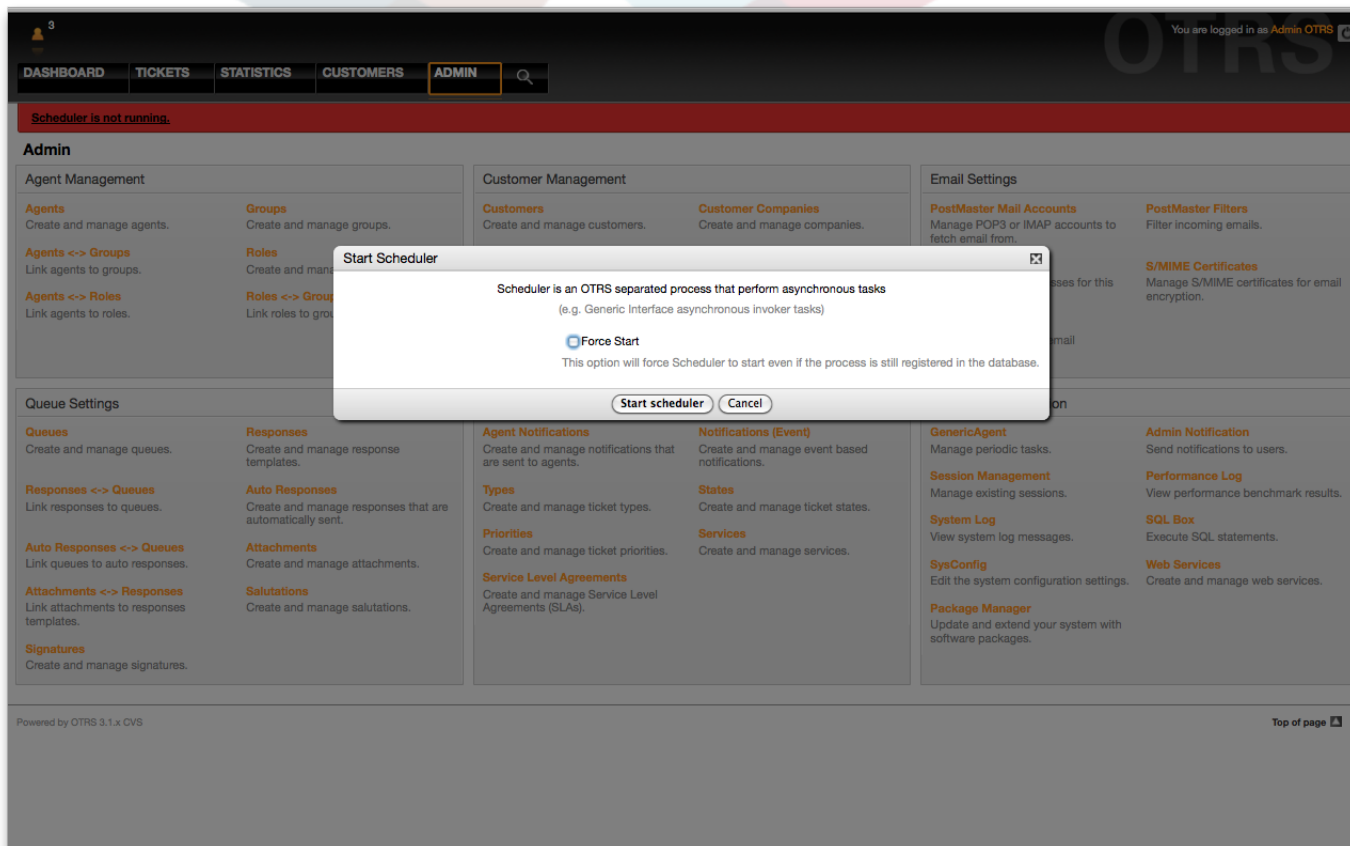 3
OTRS
You are logged in as Admin OTRS
DASHBOARD TICKETS STATISTICS CUSTOMERS ADMIN
Scheduler is not running.
Admin
Agent Management
Agents
Create and manage agents.
Groups
Create and manage groups.
Agents <-> Groups
Link agents to groups.
Roles
Create and mana
Agents <-> Roles
Link agents to roles.
Roles <-> Group
Link roles to grou
Customer Management
Customers
Create and manage customers.
Customer Companies
Create and manage companies.
Email Settings
PostMaster Mail Accounts
Manage POP3 or IMAP accounts to
fetch email from.
PostMaster Filters
Filter incoming emails.
sses for this
S/MIME Certificates
Manage S/MIME certificates for email
encryption.
email
Start Scheduler
Scheduler is an OTRS separated process that perform asynchronous tasks
(e.g. Generic Interface asynchronous invoker tasks)
Force Start
This option will force Scheduler to start even if the process is still registered in the database.
Start scheduler Cancel
Queue Settings
Queues
Create and manage queues.
Responses
Create and manage response
templates.
Responses <-> Queues
Link responses to queues.
Auto Responses
Create and manage responses that are
automatically sent.
Auto Responses <-> Queues
Link queues to auto responses.
Attachments
Create and manage attachments.
Attachments <-> Responses
Link attachments to responses
templates.
Salutations
Create and manage salutations.
Signatures
Create and manage signatures.
Agent Notifications
Create and manage notifications that
are sent to agents.
Notifications (Event)
Create and manage event based
notifications.
Types
Create and manage ticket types.
States
Create and manage ticket states.
Priorities
Create and manage ticket priorities.
Services
Create and manage services.
Service Level Agreements
Create and manage Service Level
Agreements (SLAs).
on
GenericAgent
Manage periodic tasks.
Admin Notification
Send notifications to users.
Session Management
Manage existing sessions.
Performance Log
View performance benchmark results.
System Log
View system log messages.
SQL Box
Execute SQL statements.
SysConfig
Edit the system configuration settings.
Web Services
Create and manage web services.
Package Manager
Update and extend your system with
software packages.
Powered by OTRS 3.1.x CVS
Top of page